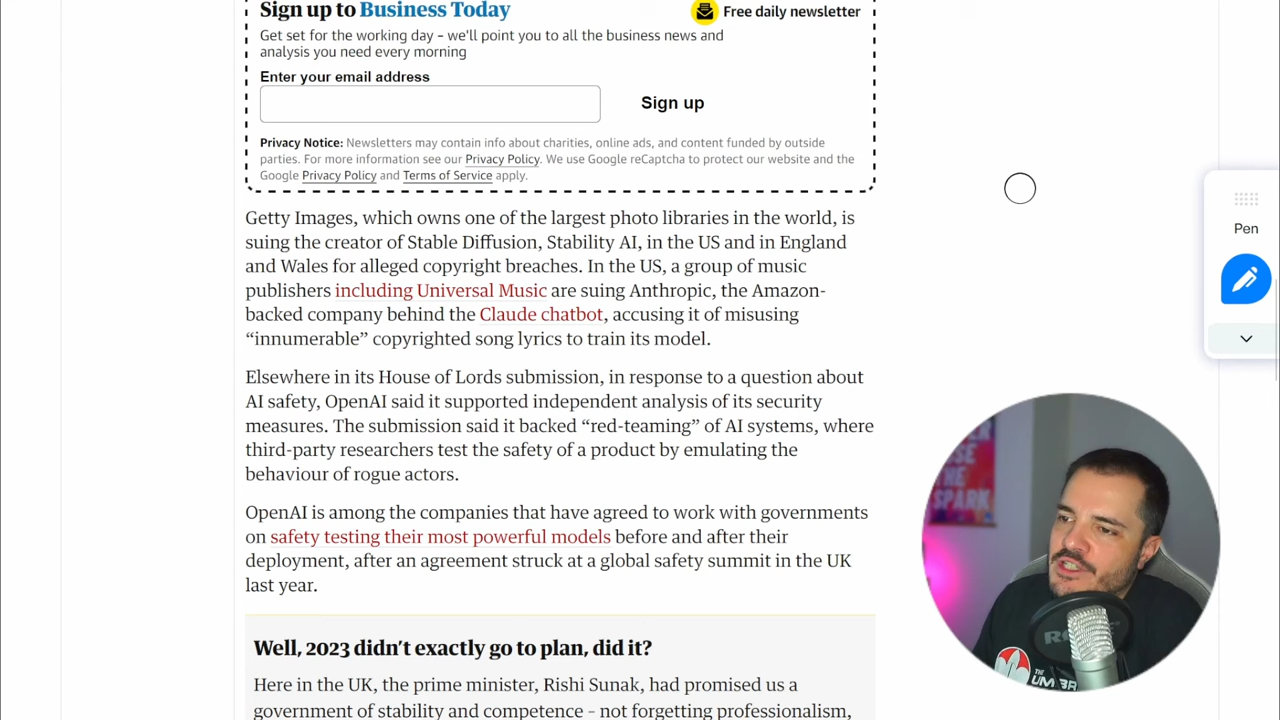 Sign up to Business Today
Free daily newsletter
Get set for the working day – we'll point you to all the business news and
analysis you need every morning
Enter your email address
Sign up
Privacy Notice: Newsletters may contain info about charities, online ads, and content funded by outside
parties. For more information see our Privacy Policy. We use Google reCaptcha to protect our website and the
Google Privacy Policy and Terms of Service apply.
Getty Images, which owns one of the largest photo libraries in the world, is
suing the creator of Stable Diffusion, Stability AI, in the US and in England
and Wales for alleged copyright breaches. In the US, a group of music
publishers including Universal Music are suing Anthropic, the Amazon-
backed company behind the Claude chatbot, accusing it of misusing
“innumerable” copyrighted song lyrics to train its model.
Elsewhere in its House of Lords submission, in response to a question about
AI safety, OpenAI said it supported independent analysis of its security
measures. The submission said it backed “red-teaming” of AI systems, where
third-party researchers test the safety of a product by emulating the
behaviour of rogue actors.
OpenAI is among the companies that have agreed to work with governments
on safety testing their most powerful models before and after their
deployment, after an agreement struck at a global safety summit in the UK
last year.
Well, 2023 didn’t exactly go to plan, did it?
Here in the UK, the prime minister, Rishi Sunak, had promised us a
government of stability and competence – not forgetting professionalism,
Pen
THE
SPARK
THE